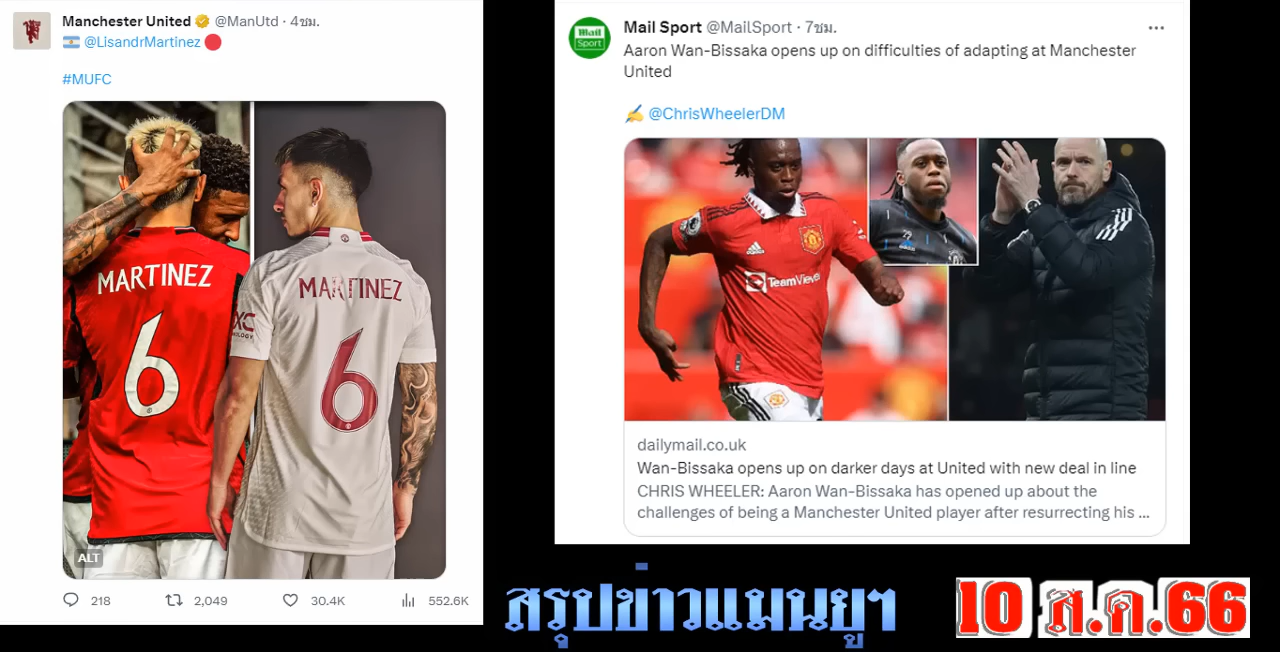 Manchester United @ManUtd · 4ชม.
@LisandrMartinez
#MUFC
MARTINEZ
6
MARTINEZ
6
ALT
218 2,049 30.4K 552.6K
Mail Sport
Mail Sport @MailSport · 7ชม.
Aaron Wan-Bissaka opens up on difficulties of adapting at Manchester
United
✍️ @ChrisWheelerDM
TeamViewer
dailymail.co.uk
Wan-Bissaka opens up on darker days at United with new deal in line
CHRIS WHEELER: Aaron Wan-Bissaka has opened up about the
challenges of being a Manchester United player after resurrecting his ...
สรุปข่าวแมนยูฯ
10 ส.ค.66